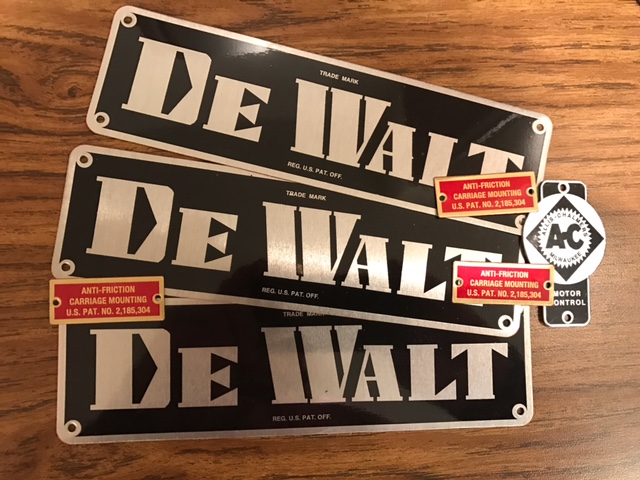 TRADE MARK
DE WALT
REG. U.S. PAT. OFF.
ANTI-FRICTION
CARRIAGE MOUNTING
U.S. PAT. NO. 2,185,304
TRADE MARK
DE WALT
REG. U.S. PAT. OFF.
ANTI-FRICTION
CARRIAGE MOUNTING
U.S. PAT. NO. 2,185,304
A-C
MILWAUKEE
MOTOR
CONTROL
ANTI-FRICTION
CARRIAGE MOUNTING
U.S. PAT. NO. 2,185,304
TRADE MARK
DE WALT
REG. U.S. PAT. OFF.